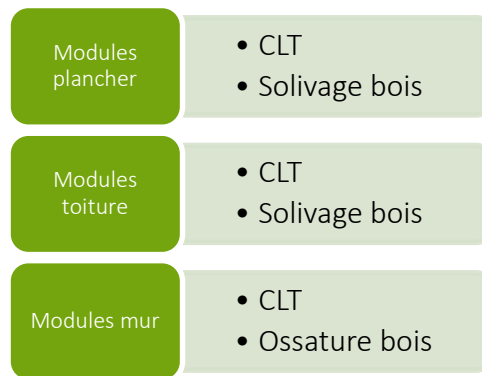 Modules
plancher
• CLT
• Solivage bois
Modules
toiture
• CLT
• Solivage bois
Modules mur
• CLT
• Ossature bois